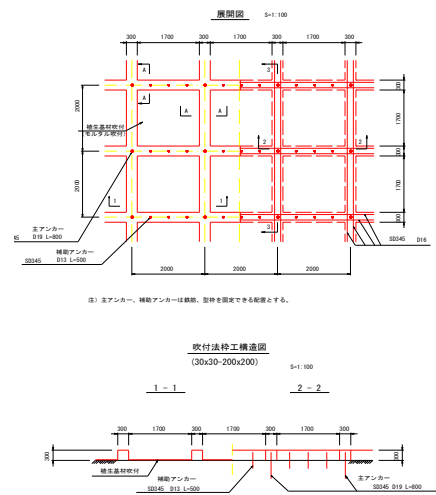 展開図 S=1:100
300 1700 300 1700 300 1700 300
A A A A
2000 2000
植生基材吹付
(モルタル吹付)
1 1 2 2 3 3
300 1700 300 1700 300
主アンカー
D19 L=800
補助アンカー
SD345 D13 L=500
SD345 D16
2000 2000 2000
注）主アンカー、補助アンカーは鉄筋、型枠を固定できる配置とする。
吹付法枠工構造図
(30x30-200x200)
S=1:100
1 - 1 2 - 2
300 1700 300 1700 300 1700 300
300 300
植生基材吹付
補助アンカー
SD345 D13 L=500
主アンカー
SD345 D19 L=800